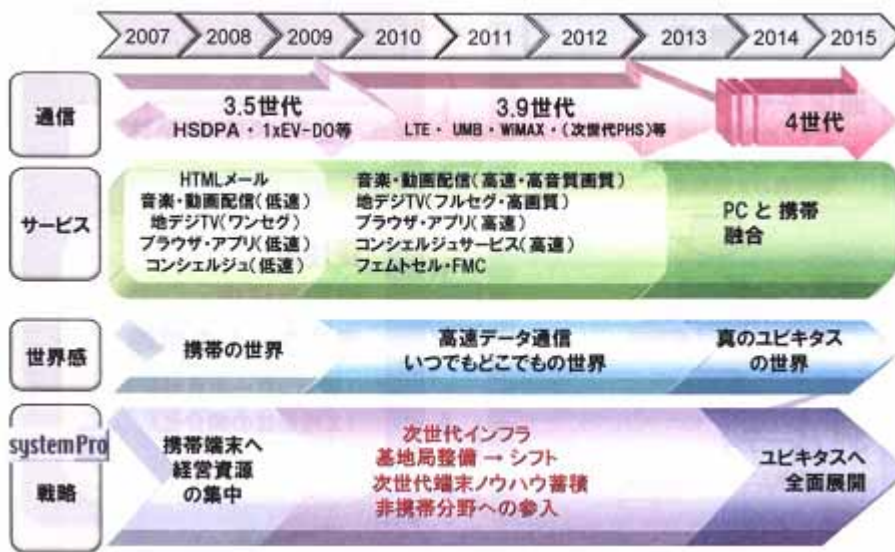 2007 2008 2009 2010 2011 2012 2013 2014 2015
通信
3.5世代
HSDPA・1xEV-DO等
3.9世代
LTE・UMB・WiMAX・(次世代PHS)等
4世代
サービス
HTMLメール
音楽・動画配信(低速)
地デジTV(ワンセグ)
ブラウザ・アプリ(低速)
コンシェルジュ(低速)
音楽・動画配信(高速・高音質画質)
地デジTV(フルセグ・高画質)
ブラウザ・アプリ(高速)
コンシェルジュサービス(高速)
フェムトセル・FMC
PCと携帯
融合
世界感
携帯の世界
高速データ通信
いつでもどこでもの世界
真のユビキタス
の世界
systemPro
戦略
携帯端末へ
経営資源
の集中
次世代インフラ
基地局整備→シフト
次世代端末ノウハウ蓄積
非携帯分野への参入
ユビキタスへ
全面展開